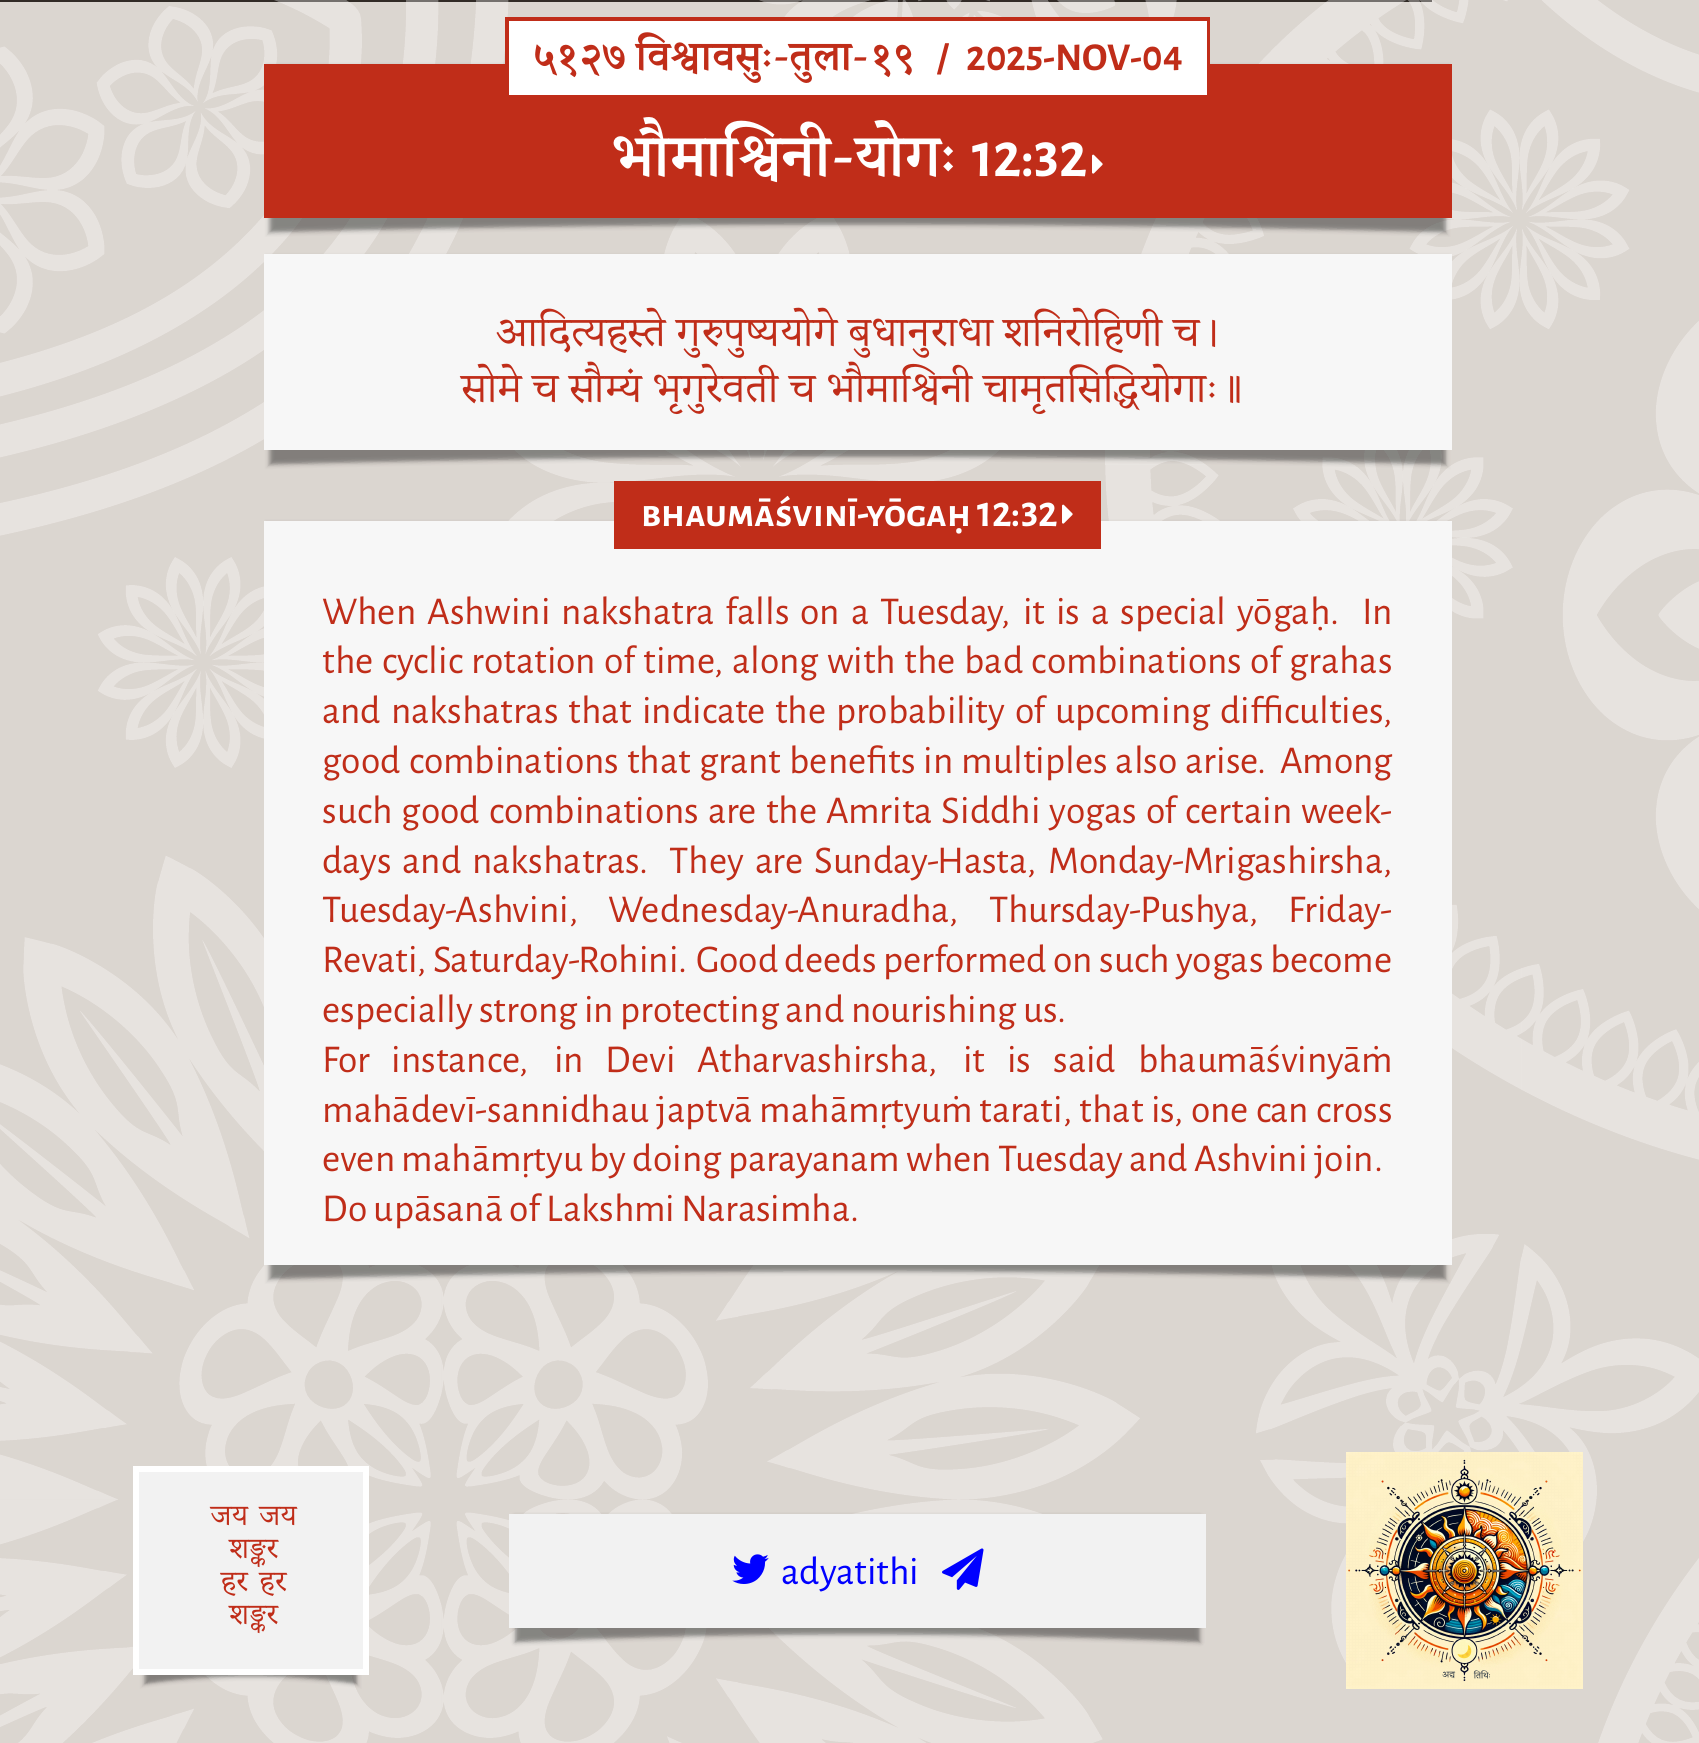 ५१२७ विश्वावसुः-तुला-१९ / 2025-NOV-04
भौमाश्विनी-योगः 12:32
आदित्यहस्ते गुरुपुष्ययोगे बुधानुराधा शनिरोहिणी च।
सोमे च सौम्यं भृगुरेवती च भौमाश्विनी चामृतसिद्धियोगाः॥
BHAUMĀŚVINĪ-YŌGAḤ 12:32
When Ashwini nakshatra falls on a Tuesday, it is a special yōgaḥ. In
the cyclic rotation of time, along with the bad combinations of grahas
and nakshatras that indicate the probability of upcoming difficulties,
good combinations that grant benefits in multiples also arise. Among
such good combinations are the Amrita Siddhi yogas of certain week-
days and nakshatras. They are Sunday-Hasta, Monday-Mrigashirsha,
Tuesday-Ashvini, Wednesday-Anuradha, Thursday-Pushya, Friday-
Revati, Saturday-Rohini. Good deeds performed on such yogas become
especially strong in protecting and nourishing us.
For instance, in Devi Atharvashirsha, it is said bhaumāśvinyāṁ
mahādevī-sannidhau japtvā mahāmṛtyuṁ tarati, that is, one can cross
even mahāmṛtyu by doing parayanam when Tuesday and Ashvini join.
Do upāsanā of Lakshmi Narasimha.
जय जय
शङ्कर
हर हर
शङ्कर
adyatithi
अद्य तिथिः